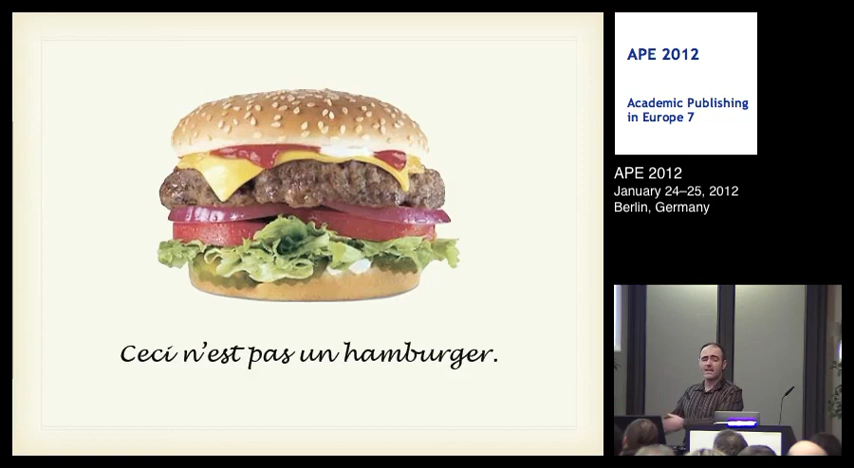 Ceci n'est pas un hamburger.
APE 2012
Academic Publishing
in Europe 7
APE 2012
January 24–25, 2012
Berlin, Germany